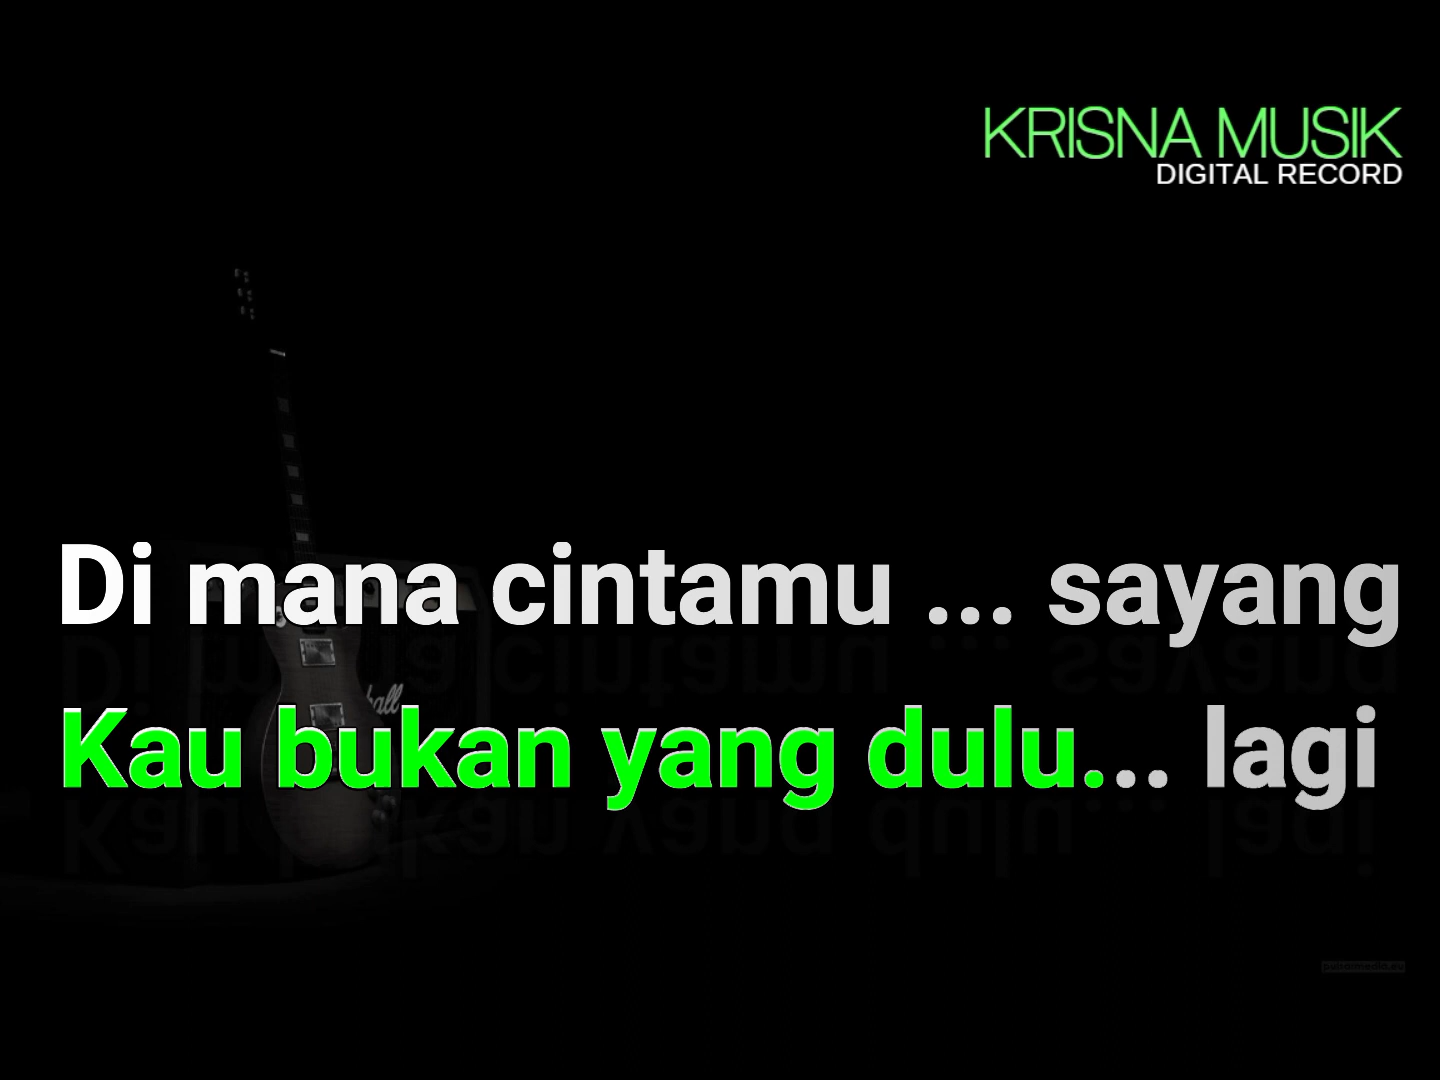 KRISNA MUSIK
DIGITAL RECORD
Di mana cintamu ... sayang
Kau bukan yang dulu... lagi